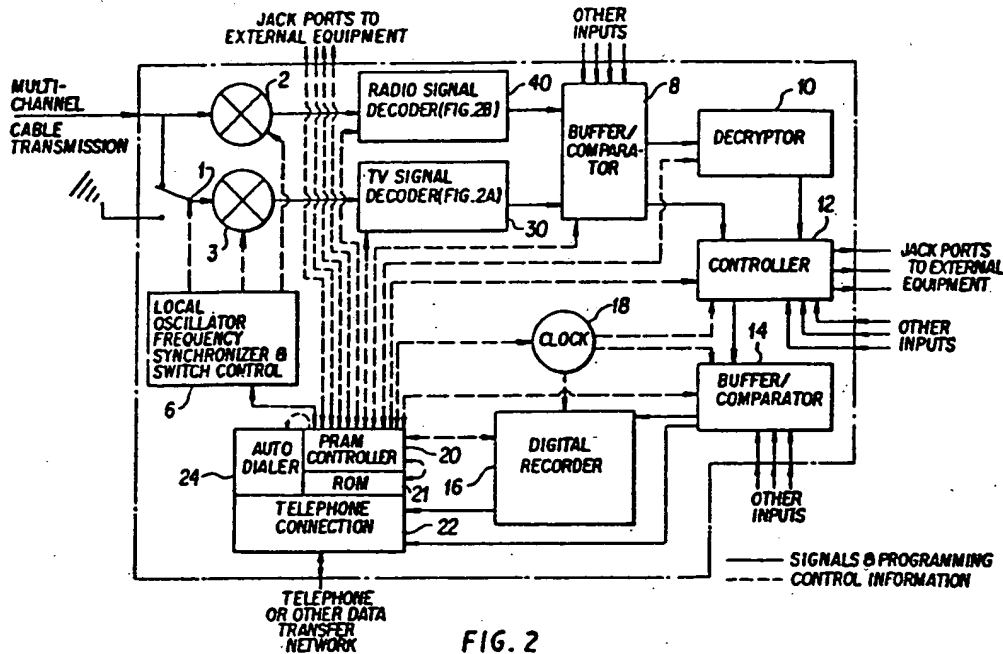 JACK PORTS TO
EXTERNAL EQUIPMENT
OTHER
INPUTS
MULTI-
CHANNEL
CABLE
TRANSMISSION
2
RADIO SIGNAL
DECODER(FIG.2B)
40
8
BUFFER/
COMPARA-
TOR
10
DECRYPTOR
1
3
TV SIGNAL
DECODER(FIG.2A)
30
12
CONTROLLER
JACK PORTS
TO EXTERNAL
EQUIPMENT
OTHER
INPUTS
LOCAL
OSCILLATOR
FREQUENCY
SYNCHRONIZER &
SWITCH CONTROL
6
18
CLOCK
14
BUFFER/
COMPARATOR
AUTO
DIALER
24
PRAM
CONTROLLER
20
ROM
21
16
DIGITAL
RECORDER
TELEPHONE
CONNECTION
22
OTHER
INPUTS
SIGNALS & PROGRAMMING
CONTROL INFORMATION
TELEPHONE
OR OTHER DATA
TRANSFER
NETWORK
FIG. 2